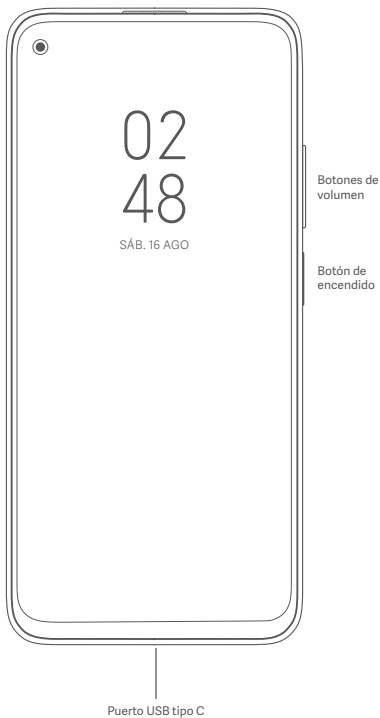 02
48
SÁB. 16 AGO
Botones de
volumen
Botón de
encendido
Puerto USB tipo C